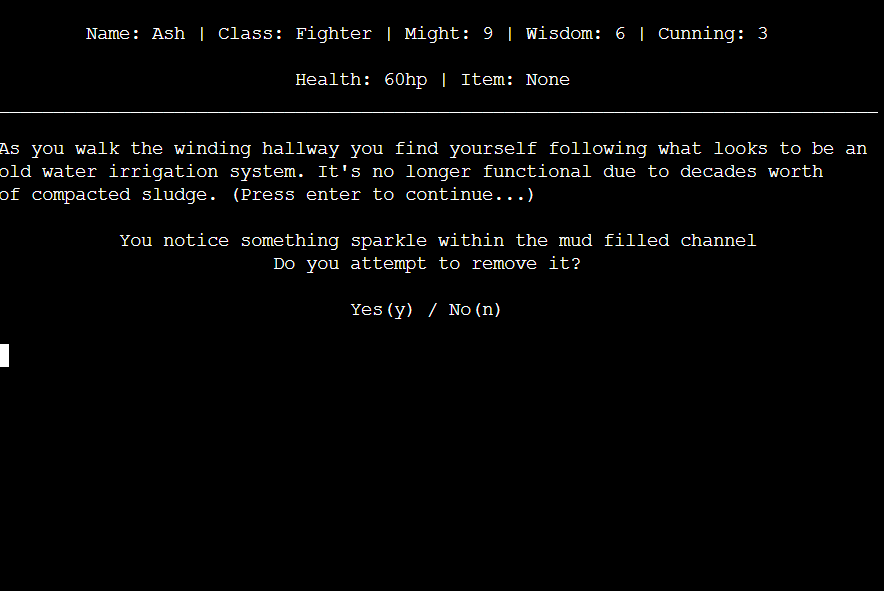 Name: Ash | Class: Fighter | Might: 9 | Wisdom: 6 | Cunning: 3
Health: 60hp | Item: None
As you walk the winding hallway you find yourself following what looks to be an
old water irrigation system. It's no longer functional due to decades worth
of compacted sludge. (Press enter to continue...)
You notice something sparkle within the mud filled channel
Do you attempt to remove it?
Yes(y) / No(n)